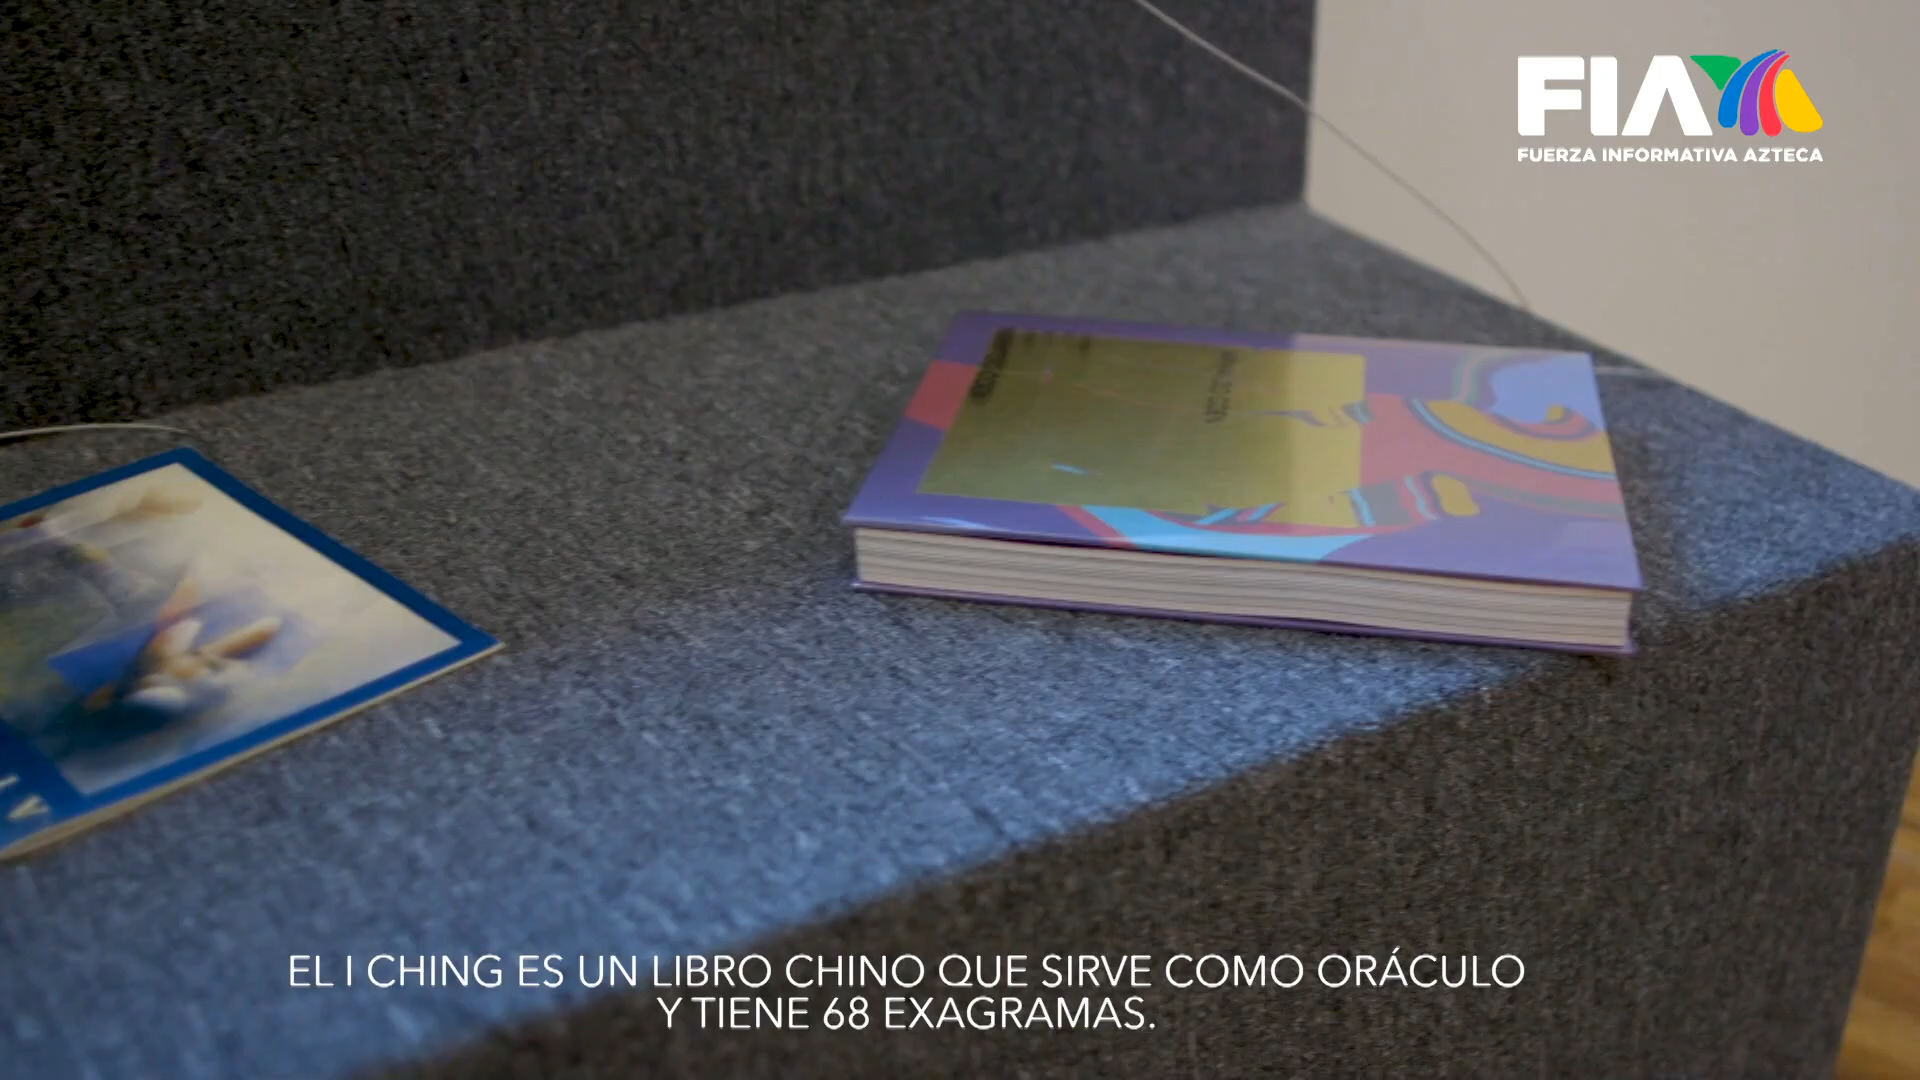 FIA
FUERZA INFORMATIVA AZTECA
EL I CHING ES UN LIBRO CHINO QUE SIRVE COMO ORÁCULO
Y TIENE 68 EXAGRAMAS.